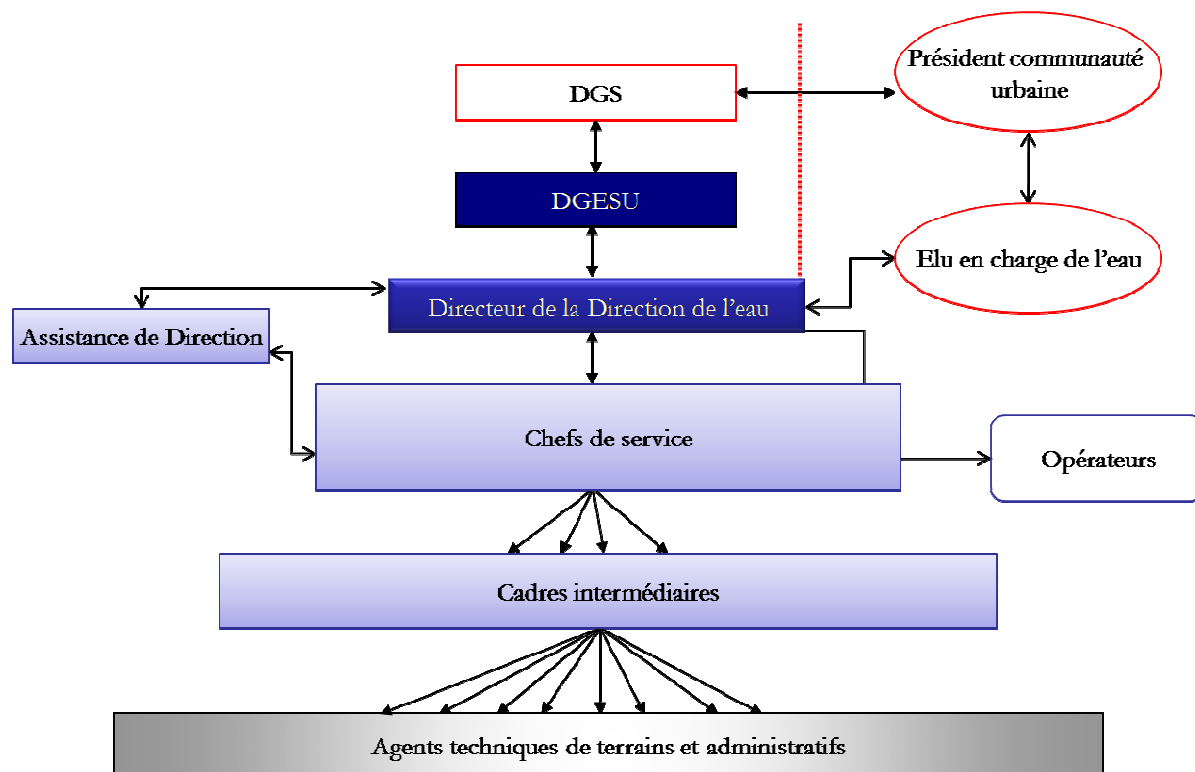 Président communauté
urbaine
DGS
DGESU
Elu en charge de l'eau
Directeur de la Direction de l'eau
Assistance de Direction
Chefs de service
Opérateurs
Cadres intermédiaires
Agents techniques de terrains et administratifs